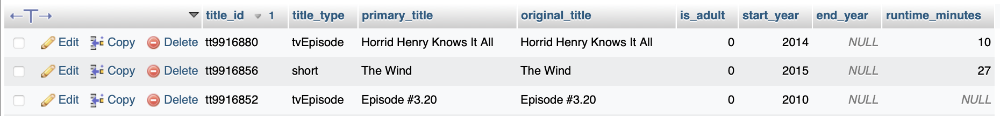 ←T→ title_id 1 title_type primary_title original_title is_adult start_year end_year runtime_minutes
Edit Copy Delete tt9916880 tvEpisode Horrid Henry Knows It All Horrid Henry Knows It All 0 2014 NULL 10
Edit Copy Delete tt9916856 short The Wind The Wind 0 2015 NULL 27
Edit Copy Delete tt9916852 tvEpisode Episode #3.20 Episode #3.20 0 2010 NULL NULL